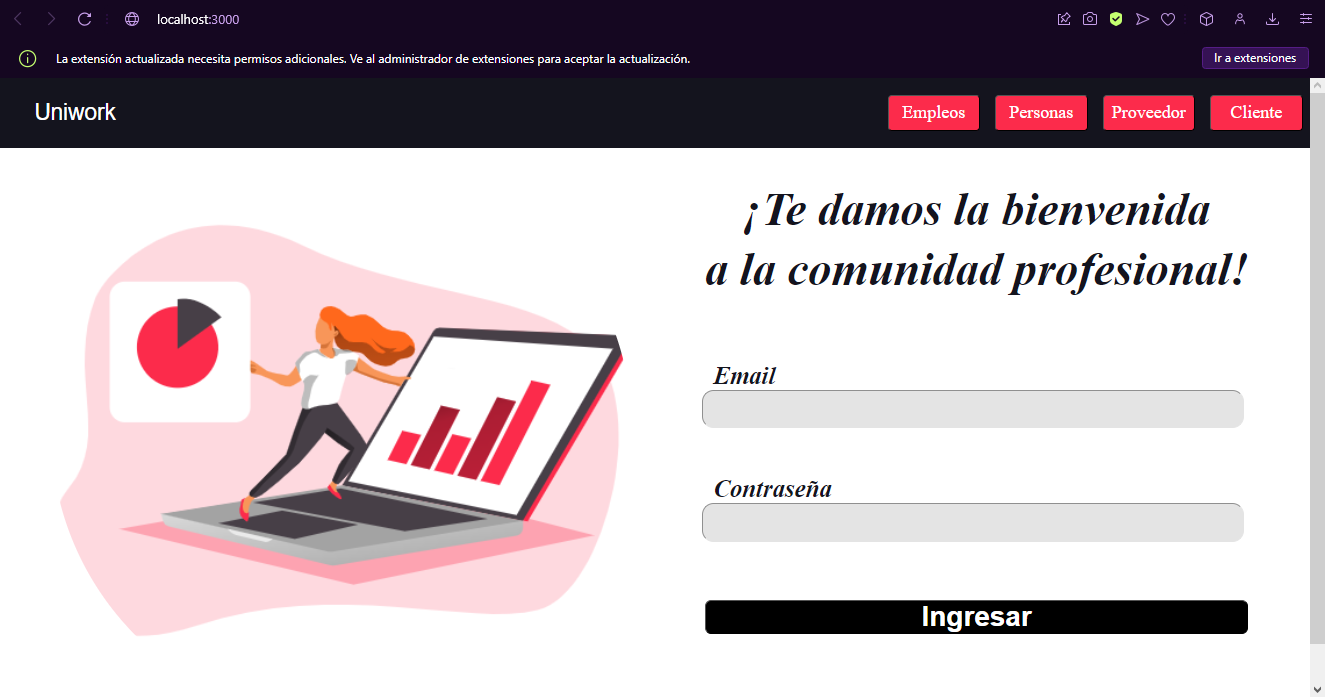 localhost:3000
La extensión actualizada necesita permisos adicionales. Ve al administrador de extensiones para aceptar la actualización.
Ir a extensiones
Uniwork
Empleos
Personas
Proveedor
Cliente
¡Te damos la bienvenida
a la comunidad profesional!
Email
Contraseña
Ingresar